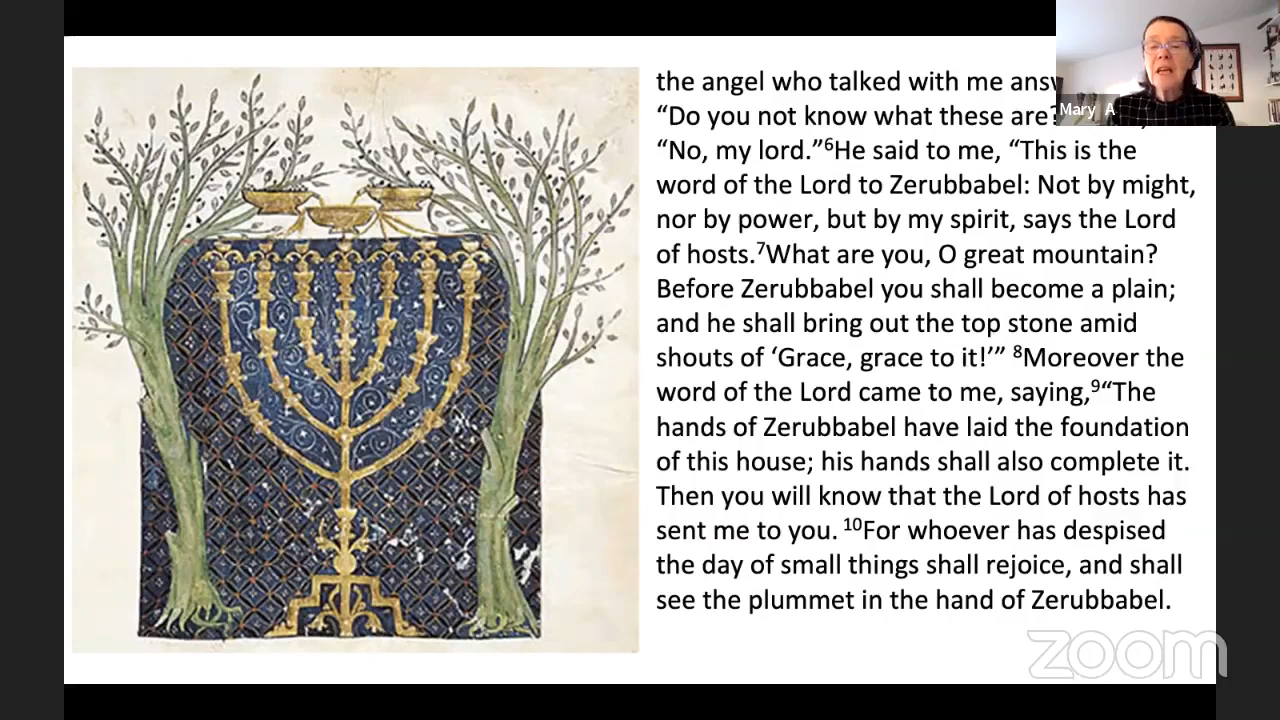 the angel who talked with me
“Do you not know what these are?
“No, my lord.”⁶He said to me, “This is the
word of the Lord to Zerubbabel: Not by might,
nor by power, but by my spirit, says the Lord
of hosts.⁷What are you, O great mountain?
Before Zerubbabel you shall become a plain;
and he shall bring out the top stone amid
shouts of ‘Grace, grace to it!’” ⁸Moreover the
word of the Lord came to me, saying,⁹“The
hands of Zerubbabel have laid the foundation
of this house; his hands shall also complete it.
Then you will know that the Lord of hosts has
sent me to you. ¹⁰For whoever has despised
the day of small things shall rejoice, and shall
see the plummet in the hand of Zerubbabel.
Mary A
zoom